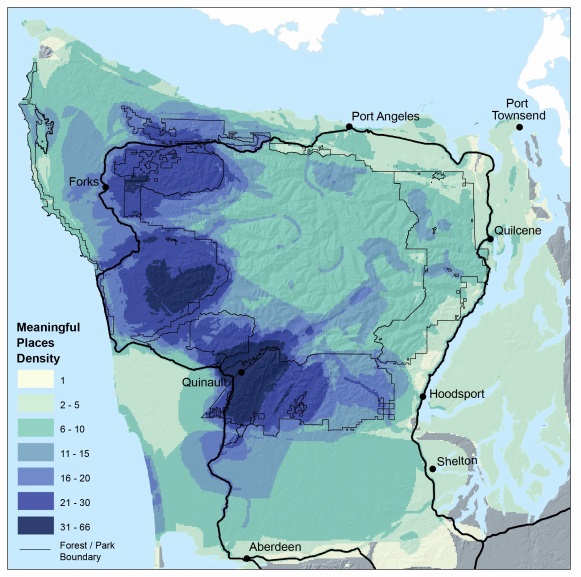 Port Angeles
Port
Townsend
Forks
Quilcene
Meaningful
Places
Density
1
2 - 5
6 - 10
11 - 15
16 - 20
21 - 30
31 - 66
Forest / Park
Boundary
Quinault
Hoodsport
Shelton
Aberdeen